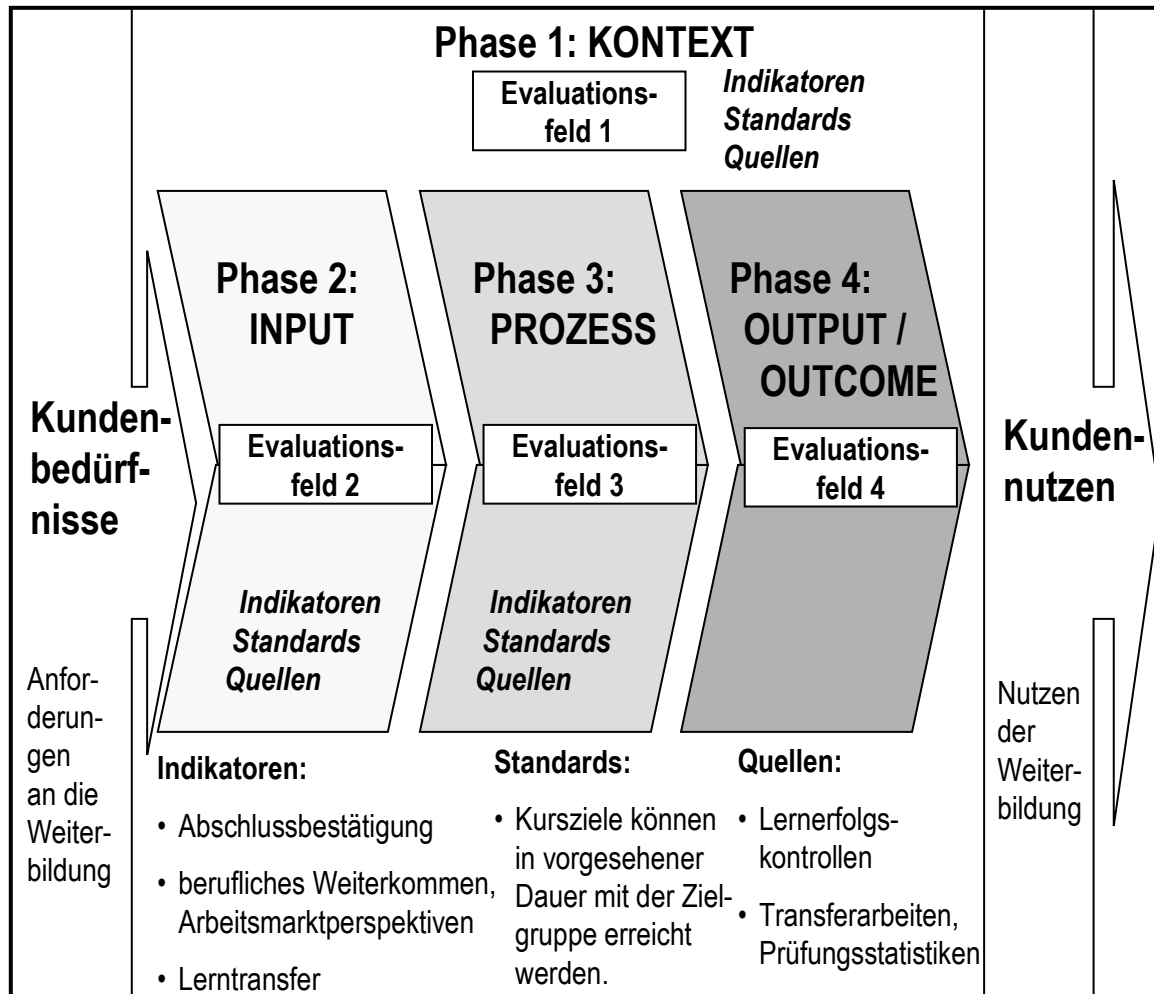 Phase 1: KONTEXT
Evaluations-
feld 1
Indikatoren
Standards
Quellen
Phase 2:
INPUT
Phase 3:
PROZESS
Phase 4:
OUTPUT /
OUTCOME
Kunden-
bedürf-
nisse
Evaluations-
feld 2
Evaluations-
feld 3
Evaluations-
feld 4
Kunden-
nutzen
Indikatoren
Standards
Quellen
Indikatoren
Standards
Quellen
Anfor-
derun-
gen
an die
Weiter-
bildung
Indikatoren:
• Abschlussbestätigung
• berufliches Weiterkommen,
Arbeitsmarktperspektiven
• Lerntransfer
Standards:
• Kursziele können
in vorgesehener
Dauer mit der Ziel-
gruppe erreicht
werden.
Quellen:
• Lernerfolgs-
kontrollen
• Transferarbeiten,
Prüfungsstatistiken
Nutzen
der
Weiter-
bildung